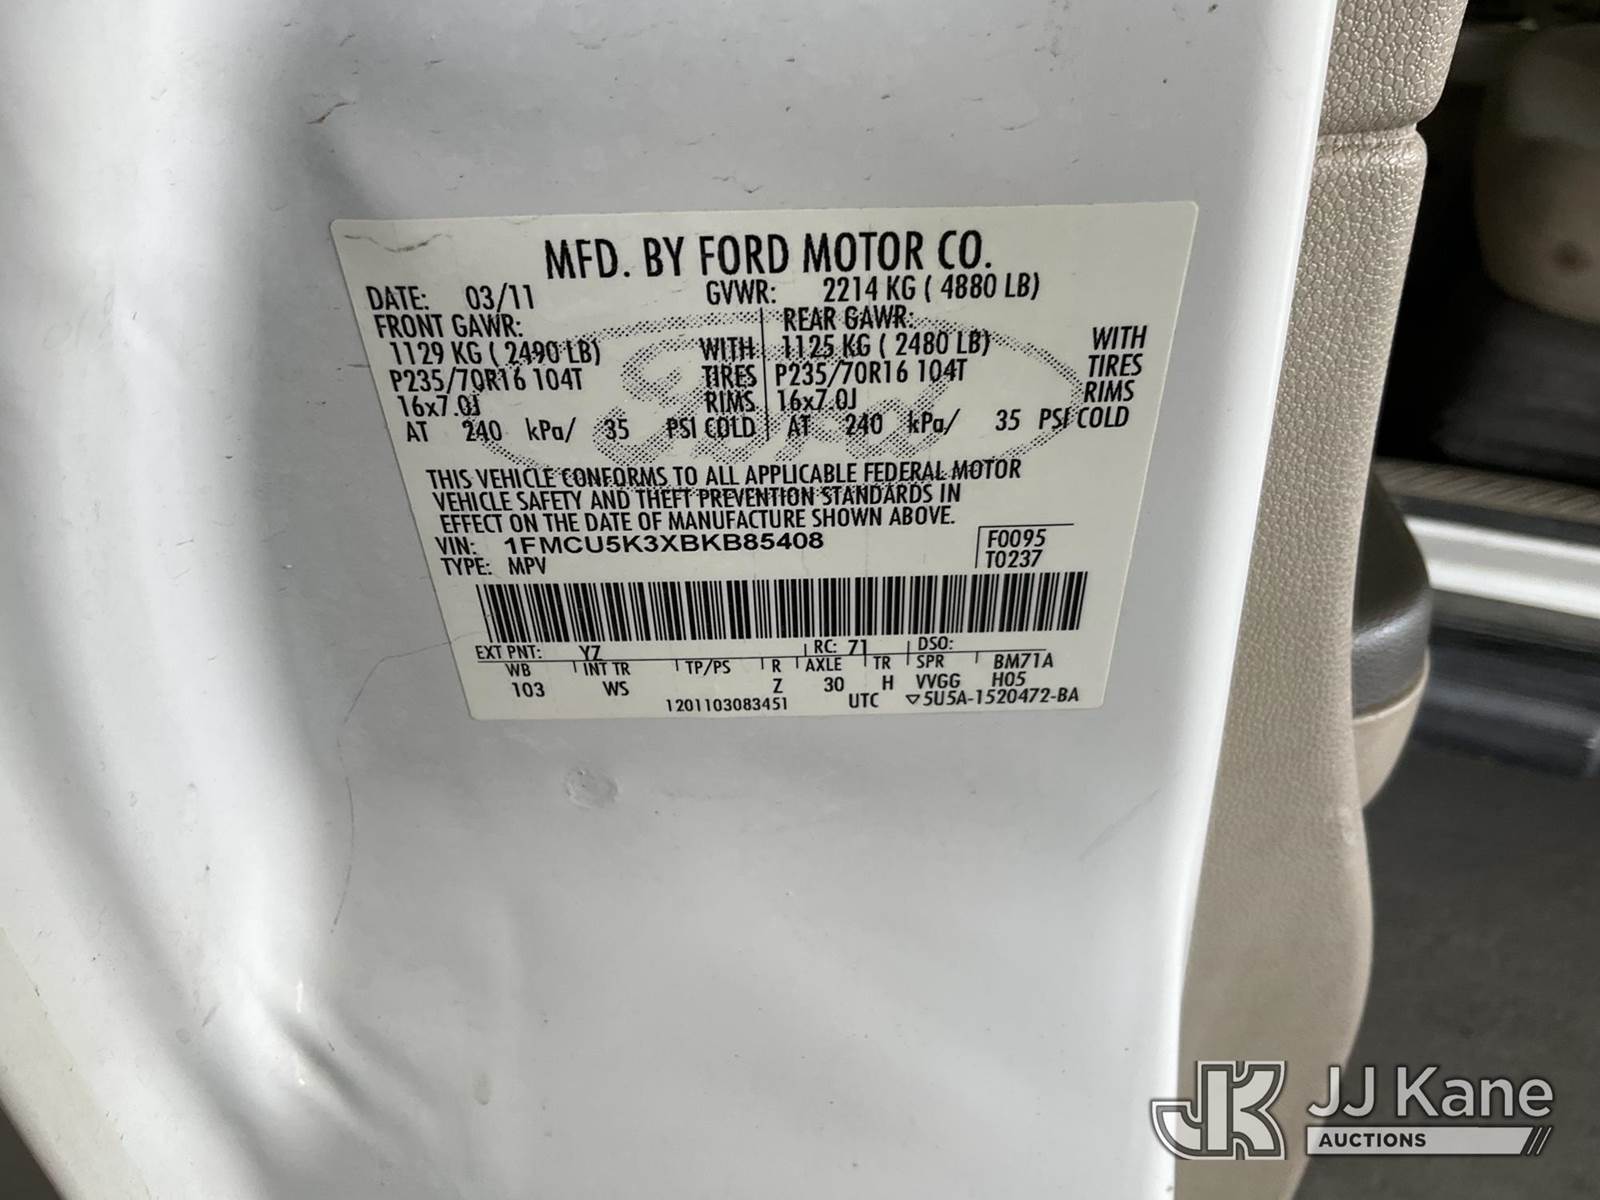 MFD. BY FORD MOTOR CO.
DATE: 03/11 GVWR: 2214 KG ( 4880 LB)
FRONT GAWR: REAR GAWR:
1129 KG ( 2490 LB) WITH 1125 KG ( 2480 LB) WITH
P235/70R16 104T TIRES P235/70R16 104T TIRES
16x7.0J RIMS 16x7.0J RIMS
AT 240 kPa/ 35 PSI COLD AT 240 kPa/ 35 PSI COLD
Ford
THIS VEHICLE CONFORMS TO ALL APPLICABLE FEDERAL MOTOR
VEHICLE SAFETY AND THEFT PREVENTION STANDARDS IN
EFFECT ON THE DATE OF MANUFACTURE SHOWN ABOVE.
VIN: 1FMCU5K3XBKB85408 F0095
TYPE: MPV T0237
EXT PNT: YZ RC: 71 DSO:
WB INT TR TP/PS R AXLE TR SPR BM71A
103 WS Z 30 H VVGG H05
1201103083451 UTC ▽5U5A-1520472-BA
JK JJ Kane
AUCTIONS